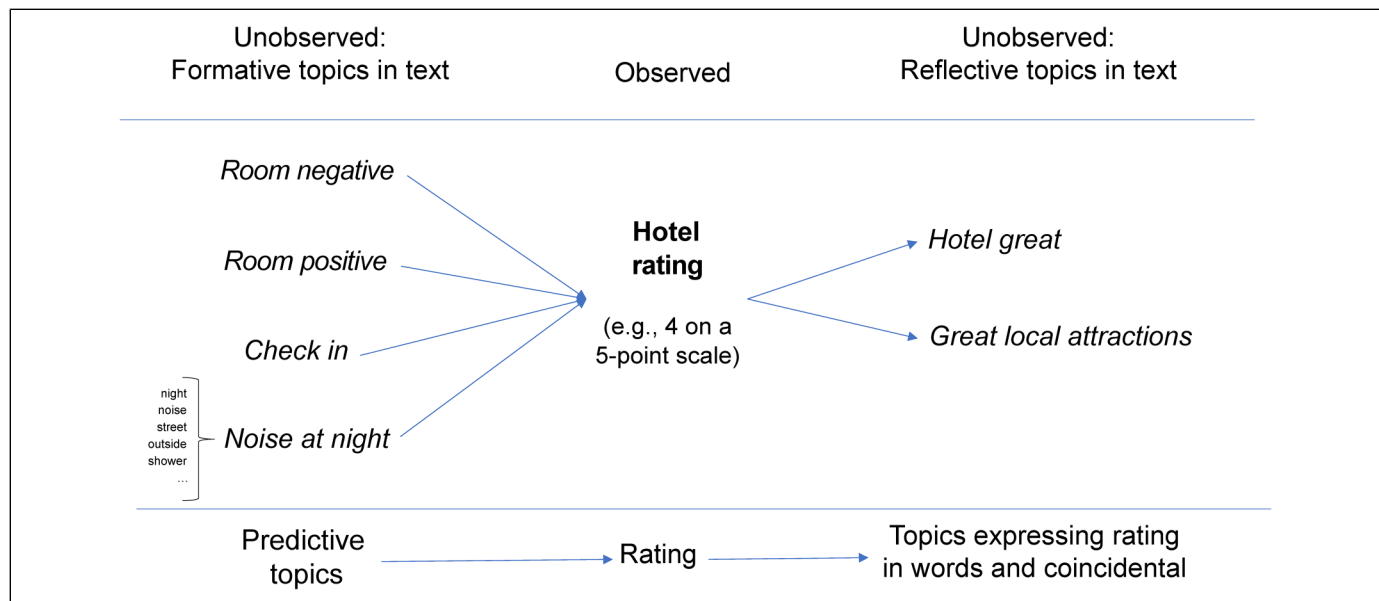 Unobserved:
Formative topics in text
Observed
Unobserved:
Reflective topics in text
Room negative
Room positive
Check in
night
noise
street
outside
shower
...
Noise at night
Hotel
rating
(e.g., 4 on a
5-point scale)
Hotel great
Great local attractions
Predictive
topics
Rating
Topics expressing rating
in words and coincidental